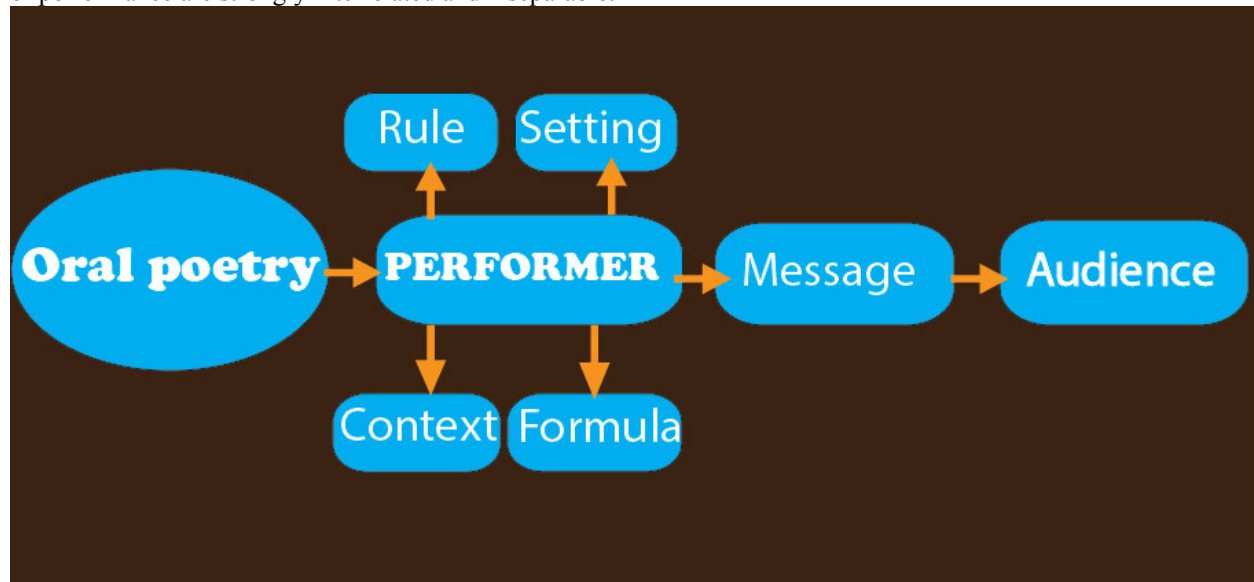 Rule
Setting
Oral poetry
PERFORMER
Message
Audience
Context
Formula